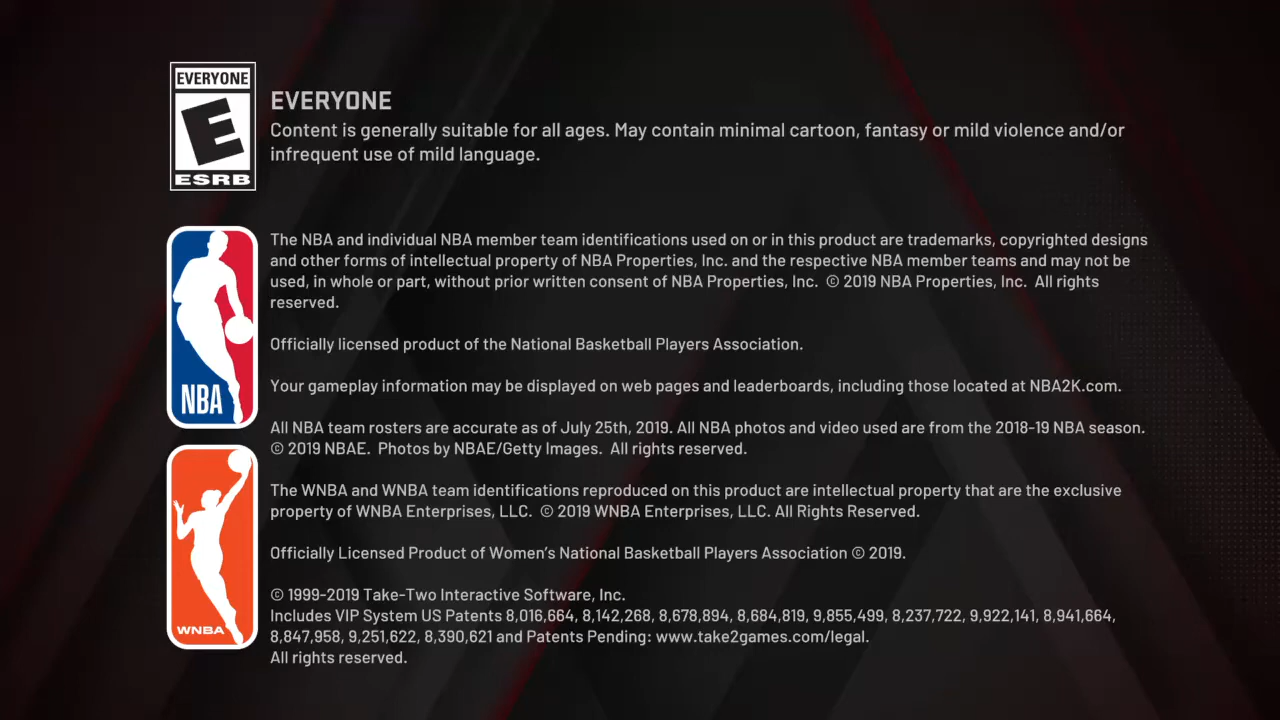 EVERYONE
E
ESRB
EVERYONE
Content is generally suitable for all ages. May contain minimal cartoon, fantasy or mild violence and/or
infrequent use of mild language.
NBA
The NBA and individual NBA member team identifications used on or in this product are trademarks, copyrighted designs
and other forms of intellectual property of NBA Properties, Inc. and the respective NBA member teams and may not be
used, in whole or part, without prior written consent of NBA Properties, Inc.  © 2019 NBA Properties, Inc.  All rights
reserved.
Officially licensed product of the National Basketball Players Association.
Your gameplay information may be displayed on web pages and leaderboards, including those located at NBA2K.com.
All NBA team rosters are accurate as of July 25th, 2019. All NBA photos and video used are from the 2018-19 NBA season.
© 2019 NBAE.  Photos by NBAE/Getty Images.  All rights reserved.
WNBA
The WNBA and WNBA team identifications reproduced on this product are intellectual property that are the exclusive
property of WNBA Enterprises, LLC.  © 2019 WNBA Enterprises, LLC. All Rights Reserved.
Officially Licensed Product of Women's National Basketball Players Association © 2019.
© 1999-2019 Take-Two Interactive Software, Inc.
Includes VIP System US Patents 8,016,664, 8,142,268, 8,678,894, 8,684,819, 9,855,499, 8,237,722, 9,922,141, 8,941,664,
8,847,958, 9,251,622, 8,390,621 and Patents Pending: www.take2games.com/legal.
All rights reserved.